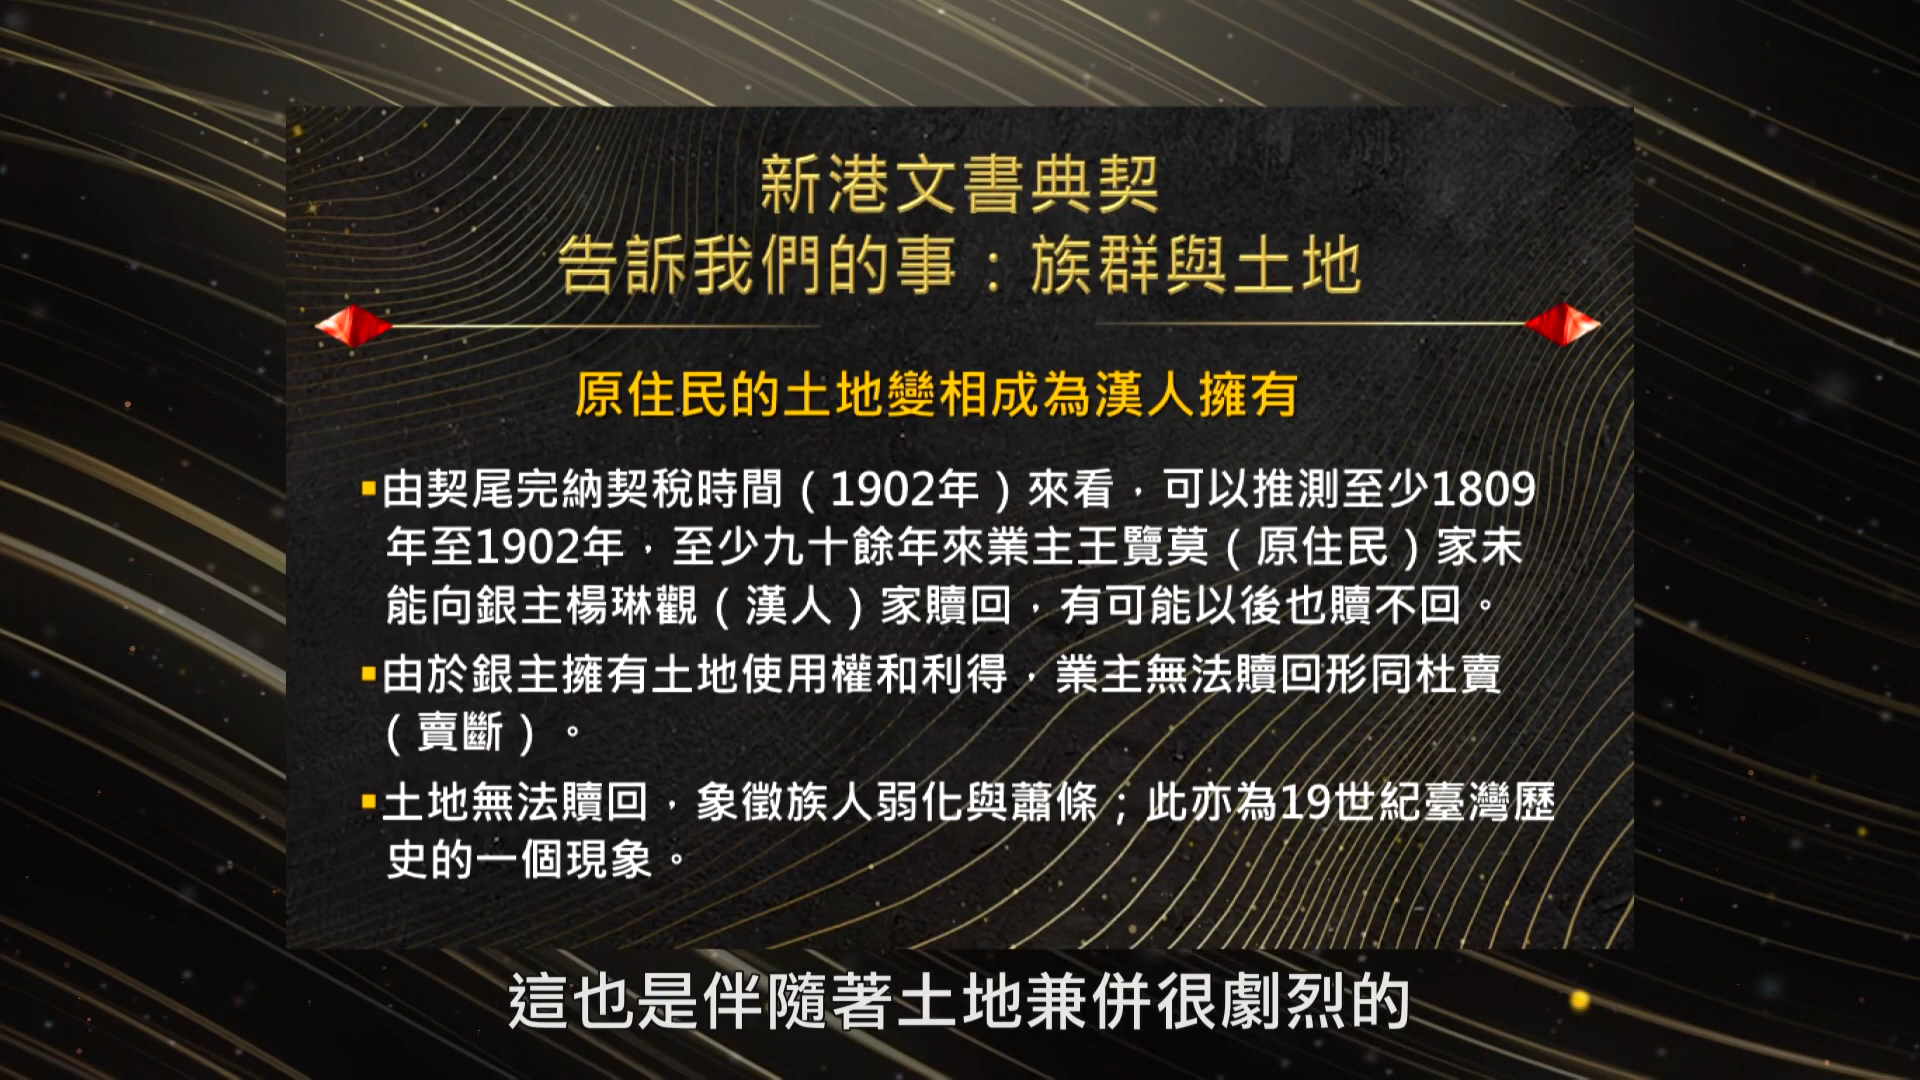 新港文書典契
告訴我們的事：族群與土地
原住民的土地變相成為漢人擁有
▪由契尾完納契稅時間（1902年）來看，可以推測至少1809
年至1902年，至少九十餘年來業主王覽莫（原住民）家未
能向銀主楊琳觀（漢人）家贖回，有可能以後也贖不回。
▪由於銀主擁有土地使用權和利得，業主無法贖回形同杜賣
（賣斷）。
▪土地無法贖回，象徵族人弱化與蕭條；此亦為19世紀臺灣歷
史的一個現象。
這也是伴隨著土地兼併很劇烈的